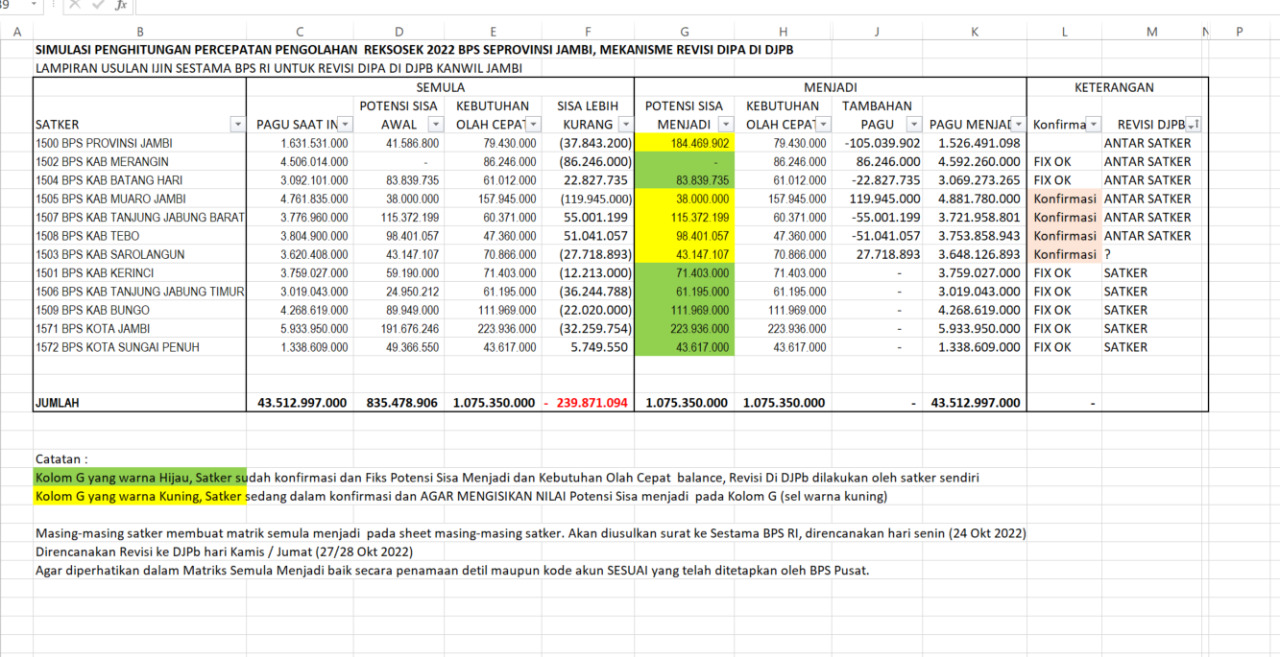 39 fx
A B C D E F G H J K L M N P
SIMULASI PENGHITUNGAN PERCEPATAN PENGOLAHAN REKSOSEK 2022 BPS SEPROVINSI JAMBI, MEKANISME REVISI DIPA DI DJPB
LAMPIRAN USULAN IJIN SESTAMA BPS RI UNTUK REVISI DIPA DI DJPB KANWIL JAMBI
SEMULA MENJADI KETERANGAN
POTENSI SISA KEBUTUHAN SISA LEBIH POTENSI SISA KEBUTUHAN TAMBAHAN
SATKER PAGU SAAT IN AWAL OLAH CEPAT KURANG MENJADI OLAH CEPAT PAGU PAGU MENJAD Konfirma REVISI DJPB
1500 BPS PROVINSI JAMBI 1.631.531.000 41.586.800 79.430.000 (37.843.200) 184.469.902 79.430.000 -105.039.902 1.526.491.098 ANTAR SATKER
1502 BPS KAB MERANGIN 4.506.014.000 - 86.246.000 (86.246.000) - 86.246.000 86.246.000 4.592.260.000 FIX OK ANTAR SATKER
1504 BPS KAB BATANG HARI 3.092.101.000 83.839.735 61.012.000 22.827.735 83.839.735 61.012.000 -22.827.735 3.069.273.265 FIX OK ANTAR SATKER
1505 BPS KAB MUARO JAMBI 4.761.835.000 38.000.000 157.945.000 (119.945.000) 38.000.000 157.945.000 119.945.000 4.881.780.000 Konfirmasi ANTAR SATKER
1507 BPS KAB TANJUNG JABUNG BARAT 3.776.960.000 115.372.199 60.371.000 55.001.199 115.372.199 60.371.000 -55.001.199 3.721.958.801 Konfirmasi ANTAR SATKER
1508 BPS KAB TEBO 3.804.900.000 98.401.057 47.360.000 51.041.057 98.401.057 47.360.000 -51.041.057 3.753.858.943 Konfirmasi ANTAR SATKER
1503 BPS KAB SAROLANGUN 3.620.408.000 43.147.107 70.866.000 (27.718.893) 43.147.107 70.866.000 27.718.893 3.648.126.893 Konfirmasi ?
1501 BPS KAB KERINCI 3.759.027.000 59.190.000 71.403.000 (12.213.000) 71.403.000 71.403.000 - 3.759.027.000 FIX OK SATKER
1506 BPS KAB TANJUNG JABUNG TIMUR 3.019.043.000 24.950.212 61.195.000 (36.244.788) 61.195.000 61.195.000 - 3.019.043.000 FIX OK SATKER
1509 BPS KAB BUNGO 4.268.619.000 89.949.000 111.969.000 (22.020.000) 111.969.000 111.969.000 - 4.268.619.000 FIX OK SATKER
1571 BPS KOTA JAMBI 5.933.950.000 191.676.246 223.936.000 (32.259.754) 223.936.000 223.936.000 - 5.933.950.000 FIX OK SATKER
1572 BPS KOTA SUNGAI PENUH 1.338.609.000 49.366.550 43.617.000 5.749.550 43.617.000 43.617.000 - 1.338.609.000 FIX OK SATKER
JUMLAH 43.512.997.000 835.478.906 1.075.350.000 - 239.871.094 1.075.350.000 1.075.350.000 - 43.512.997.000 -
Catatan :
Kolom G yang warna Hijau, Satker sudah konfirmasi dan Fiks Potensi Sisa Menjadi dan Kebutuhan Olah Cepat balance, Revisi Di DJPb dilakukan oleh satker sendiri
Kolom G yang warna Kuning, Satker sedang dalam konfirmasi dan AGAR MENGISIKAN NILAI Potensi Sisa menjadi pada Kolom G (sel warna kuning)
Masing-masing satker membuat matrik semula menjadi pada sheet masing-masing satker. Akan diusulkan surat ke Sestama BPS RI, direncanakan hari senin (24 Okt 2022)
Direncanakan Revisi ke DJPb hari Kamis / Jumat (27/28 Okt 2022)
Agar diperhatikan dalam Matriks Semula Menjadi baik secara penamaan detil maupun kode akun SESUAI yang telah ditetapkan oleh BPS Pusat.